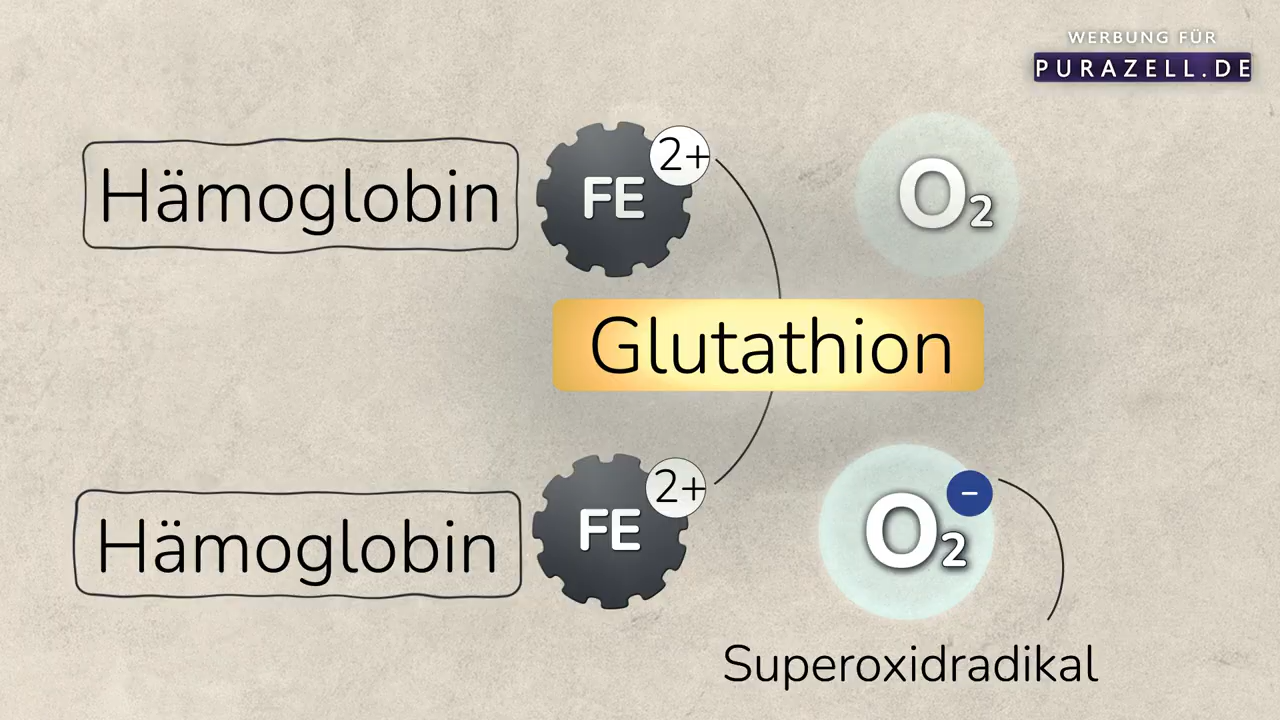 WERBUNG FÜR
PURAZELL.DE
Hämoglobin
FE
2+
O2
Glutathion
Hämoglobin
FE
2+
O2
−
Superoxidradikal